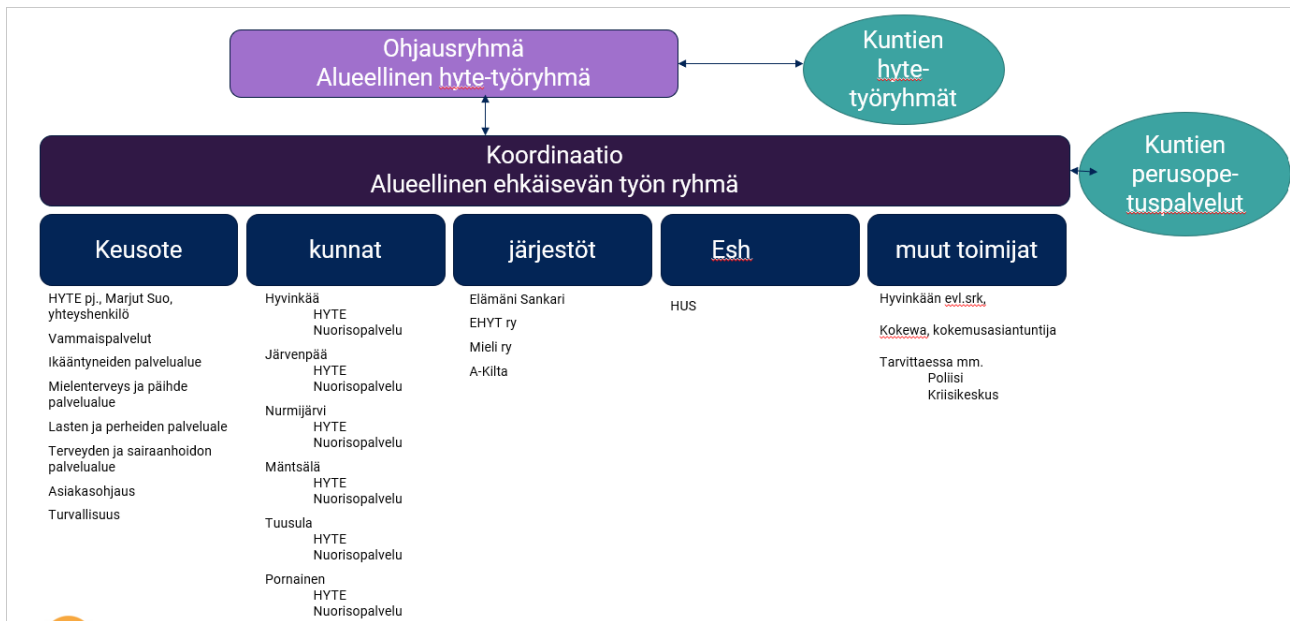 Ohjausryhmä
Alueellinen hyte-työryhmä
Kuntien
hyte-
työryhmät
Koordinaatio
Alueellinen ehkäisevän työn ryhmä
Kuntien
perusope-
tuspalvelut
Keusote
HYTE pj., Marjut Suo,
yhteyshenkilö
Vammaispalvelut
Ikääntyneiden palvelualue
Mielenterveys ja päihde
palvelualue
Lasten ja perheiden palveluale
Terveyden ja sairaanhoidon
palvelualue
Asiakasohjaus
Turvallisuus
kunnat
Hyvinkää
HYTE
Nuorisopalvelu
Järvenpää
HYTE
Nuorisopalvelu
Nurmijärvi
HYTE
Nuorisopalvelu
Mäntsälä
HYTE
Nuorisopalvelu
Tuusula
HYTE
Nuorisopalvelu
Pornainen
HYTE
Nuorisopalvelu
järjestöt
Elämäni Sankari
EHYT ry
Mieli ry
A-Kilta
Esh
HUS
muut toimijat
Hyvinkään evl.srk,
Kokewa, kokemusasiantuntija
Tarvittaessa mm.
Poliisi
Kriisikeskus